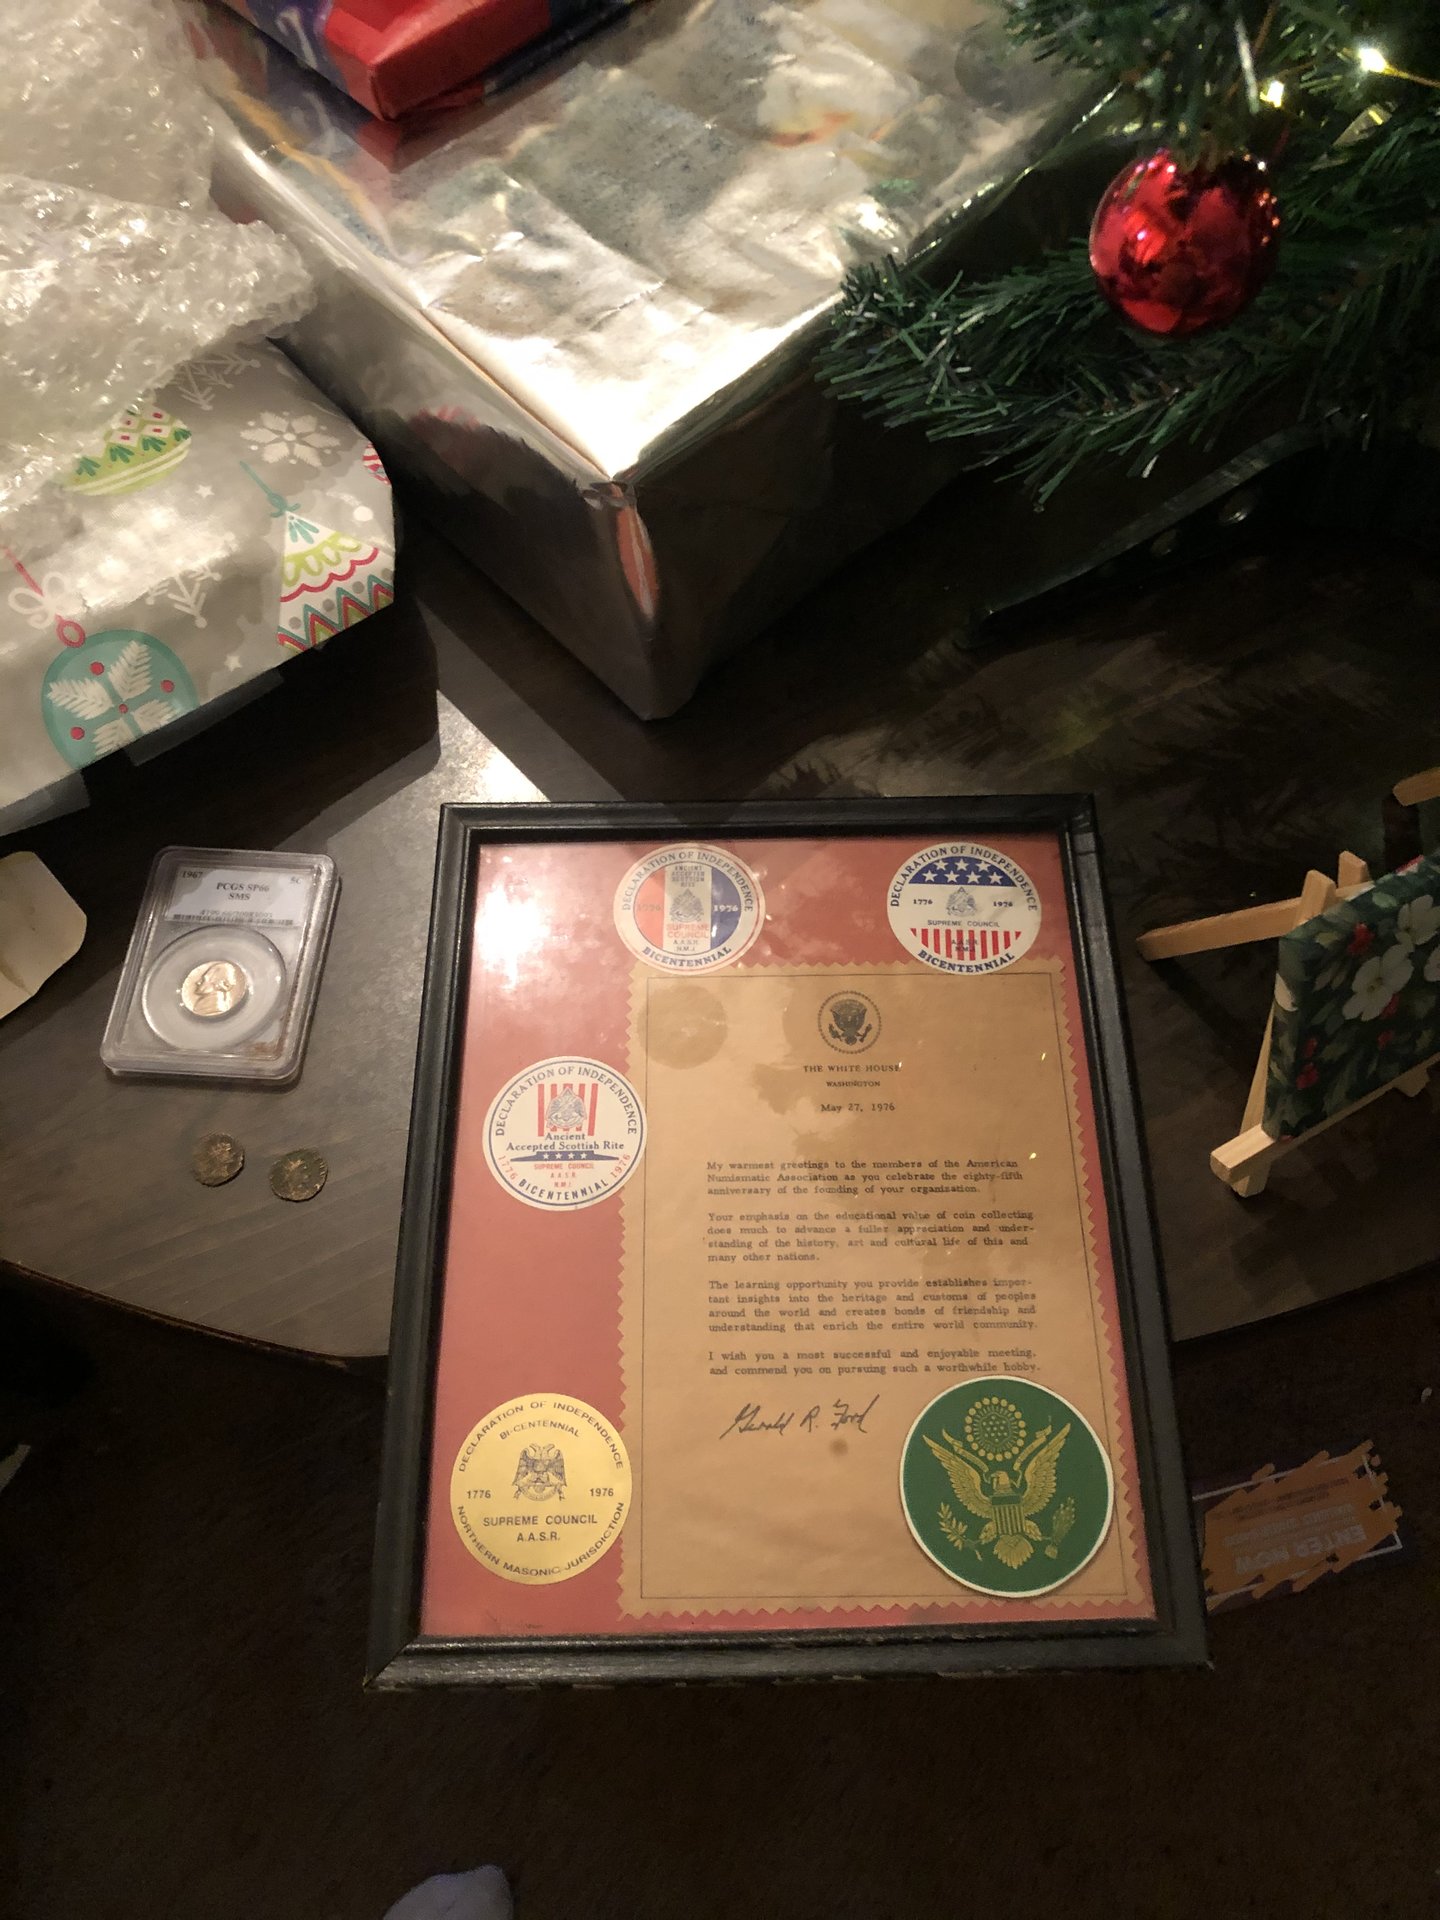 1967 5C
PCGS SP66
SMS
DECLARATION OF INDEPENDENCE
ANCIENT
ACCEPTED
SCOTTISH
RITE
1776 1976
SUPREME
COUNCIL
A.A.S.R.
N.M.J.
BICENTENNIAL
DECLARATION OF INDEPENDENCE
1776 1976
SUPREME COUNCIL
A.A.S.R.
N.M.J.
BICENTENNIAL
DECLARATION OF INDEPENDENCE
Ancient
Accepted Scottish Rite
1776 1976
SUPREME COUNCIL
A.A.S.R.
N.M.J.
BICENTENNIAL
THE WHITE HOUSE
WASHINGTON
May 27, 1976
My warmest greetings to the members of the American
Numismatic Association as you celebrate the eighty-fifth
anniversary of the founding of your organization.
Your emphasis on the educational value of coin collecting
does much to advance a fuller appreciation and under-
standing of the history, art and cultural life of this and
many other nations.
The learning opportunity you provide establishes impor-
tant insights into the heritage and customs of peoples
around the world and creates bonds of friendship and
understanding that enrich the entire world community.
I wish you a most successful and enjoyable meeting,
and commend you on pursuing such a worthwhile hobby.
Gerald R. Ford
DECLARATION OF INDEPENDENCE
BI-CENTENNIAL
1776 1976
SUPREME COUNCIL
A.A.S.R.
NORTHERN MASONIC JURISDICTION